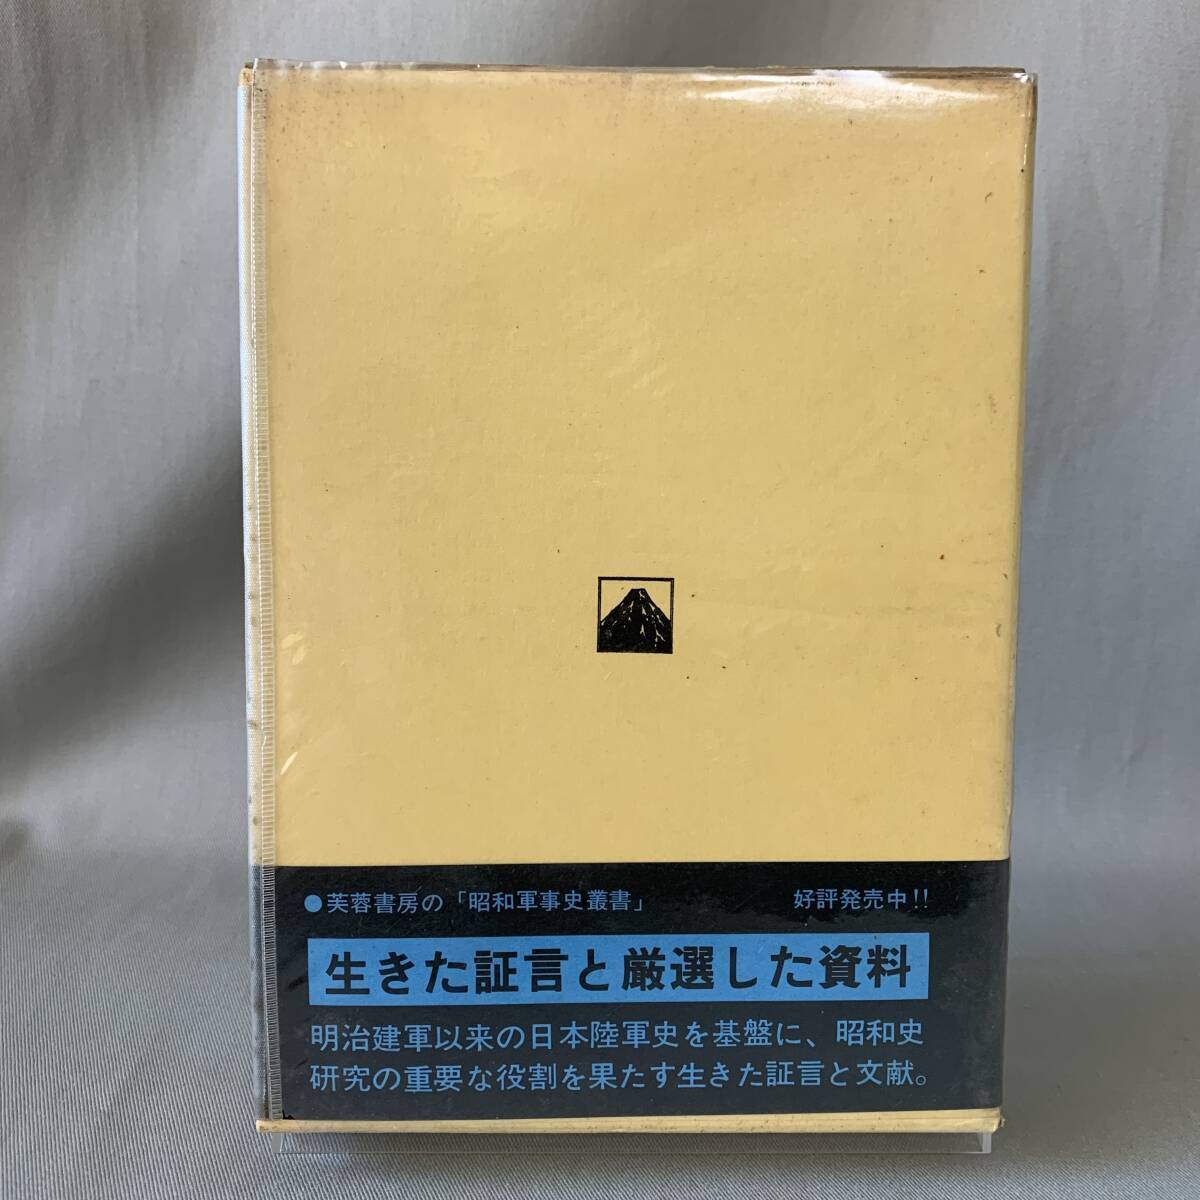 ●芙蓉書房の「昭和軍事史叢書」 好評発売中!!
生きた証言と厳選した資料
明治建軍以来の日本陸軍史を基盤に、昭和史
研究の重要な役割を果たす生きた証言と文献。